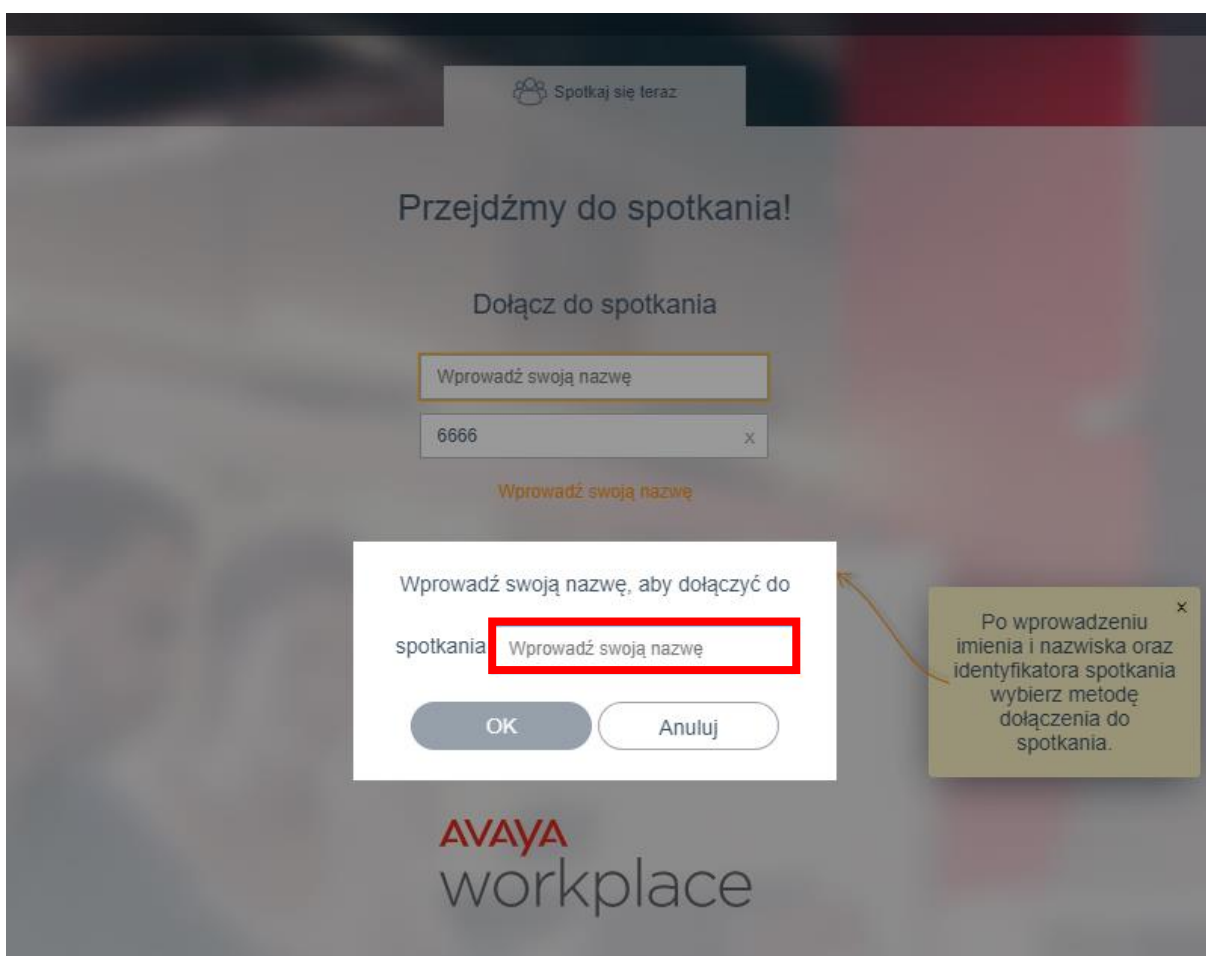 Spotkaj się teraz
Przejdźmy do spotkania!
Dołącz do spotkania
Wprowadź swoją nazwę
6666 x
Wprowadź swoją nazwę
Wprowadź swoją nazwę, aby dołączyć do
spotkania Wprowadź swoją nazwę
OK Anuluj
x
Po wprowadzeniu
imienia i nazwiska oraz
identyfikatora spotkania
wybierz metodę
dołączenia do
spotkania.
AVAYA
workplace